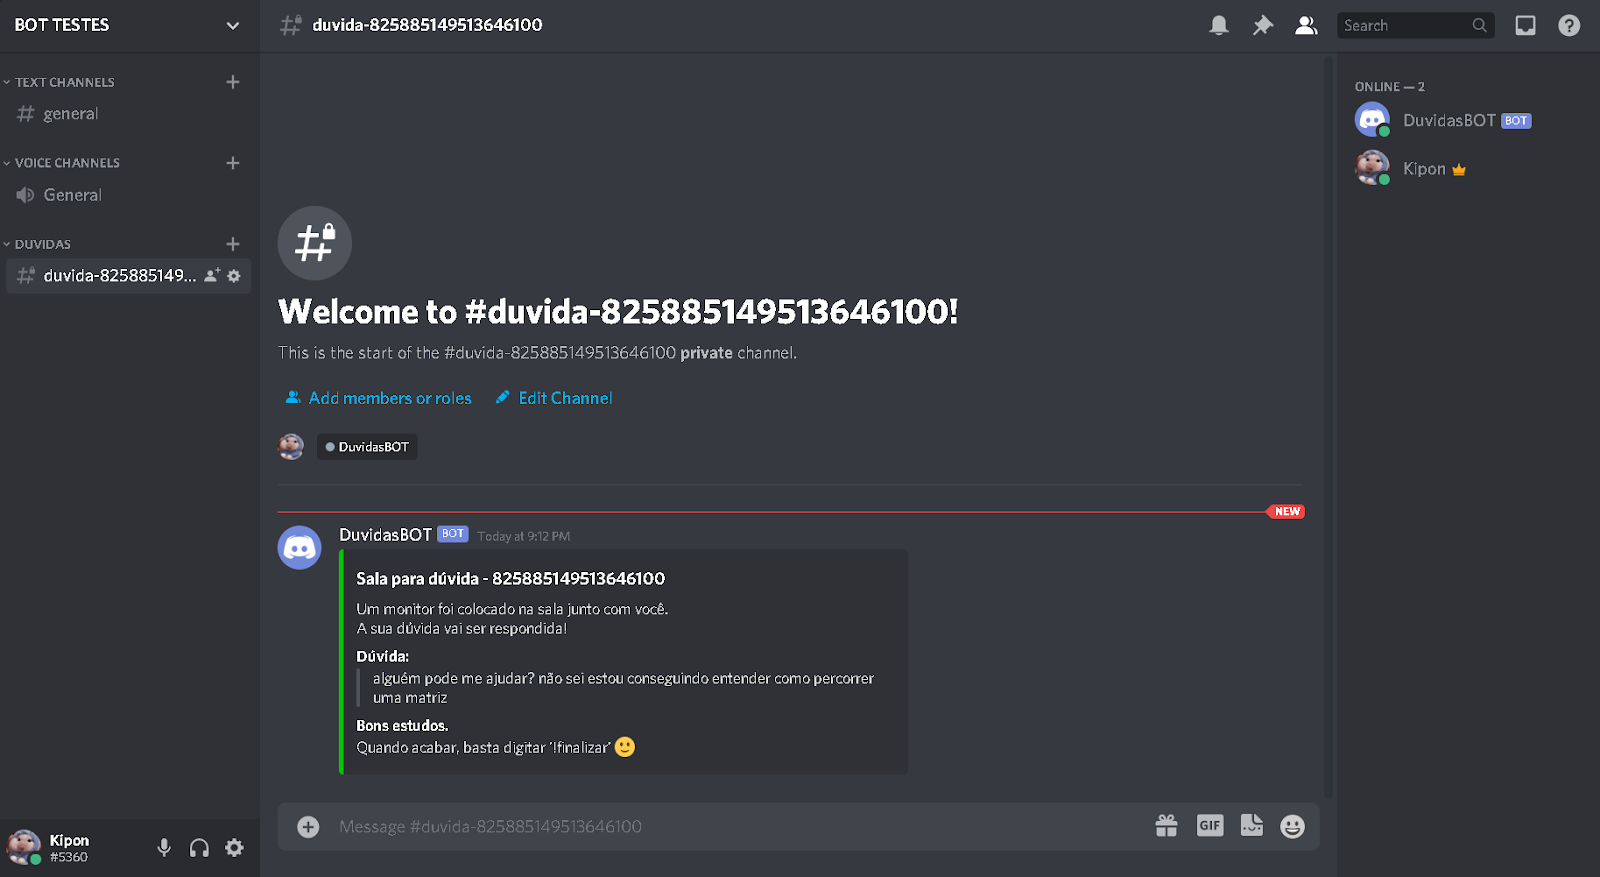 BOT TESTES
duvida-825885149513646100
Search
TEXT CHANNELS
general
VOICE CHANNELS
General
DUVIDAS
duvida-825885149...
Welcome to #duvida-825885149513646100!
This is the start of the #duvida-825885149513646100 private channel.
Add members or roles
Edit Channel
DuvidasBOT
NEW
DuvidasBOT BOT Today at 9:12 PM
Sala para dúvida - 825885149513646100
Um monitor foi colocado na sala junto com você.
A sua dúvida vai ser respondida!
Dúvida:
alguém pode me ajudar? não sei estou conseguindo entender como percorrer
uma matriz
Bons estudos.
Quando acabar, basta digitar '!finalizar' 🙂
Message #duvida-825885149513646100
GIF
Kipon
#5360
ONLINE — 2
DuvidasBOT BOT
Kipon